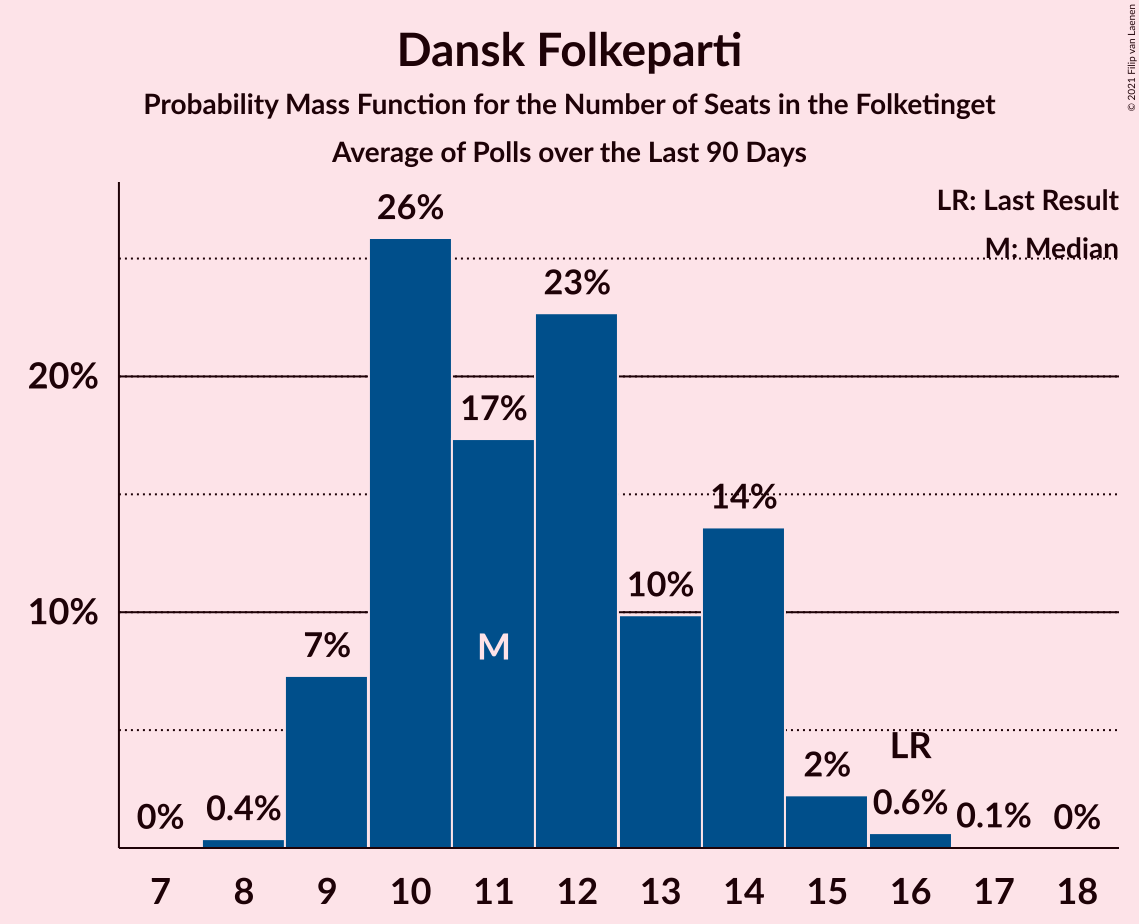 Dansk Folkeparti
Probability Mass Function for the Number of Seats in the Folketinget
Average of Polls over the Last 90 Days
© 2021 Filip van Laenen
LR: Last Result
M: Median
26%
23%
20%
17%
14%
10%
10%
7%
M
LR
2%
0% 0.4% 0.6% 0.1% 0%
7 8 9 10 11 12 13 14 15 16 17 18